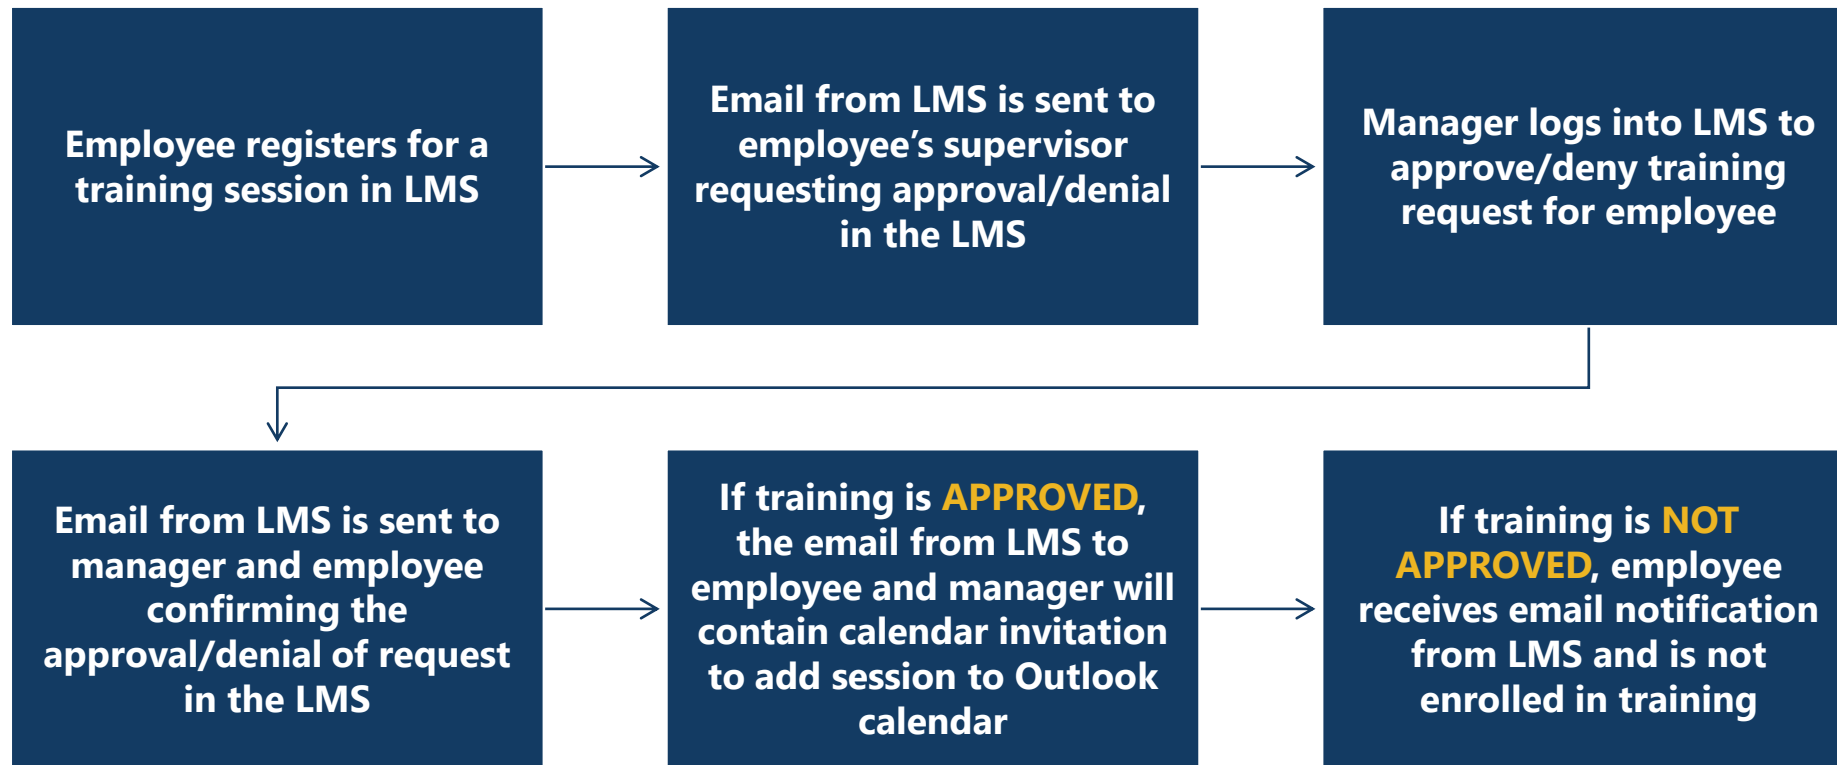 Employee registers for a
training session in LMS
Email from LMS is sent to
employee’s supervisor
requesting approval/denial
in the LMS
Manager logs into LMS to
approve/deny training
request for employee
Email from LMS is sent to
manager and employee
confirming the
approval/denial of request
in the LMS
If training is APPROVED,
the email from LMS to
employee and manager will
contain calendar invitation
to add session to Outlook
calendar
If training is NOT
APPROVED, employee
receives email notification
from LMS and is not
enrolled in training